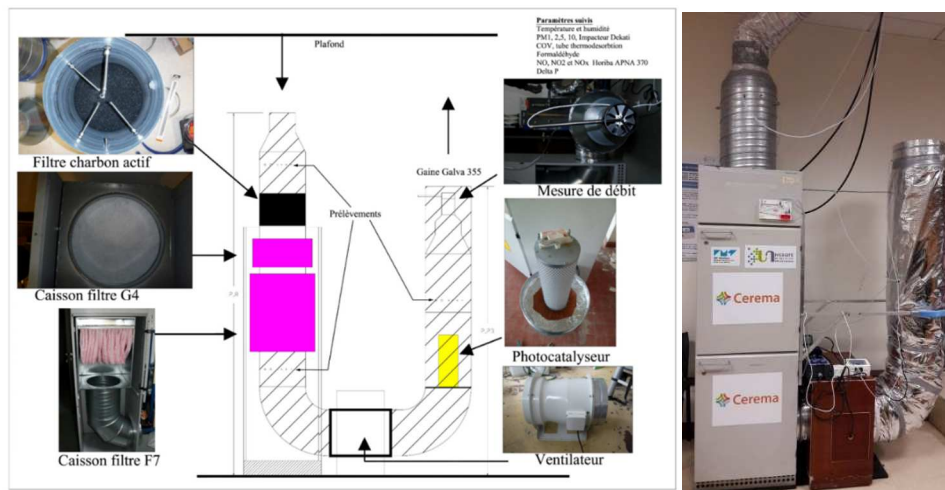 Paramètres suivis
Température et humidité
PM1, 2,5, 10, Impacteur Dekati
COV, tube thermodesorbtion
Formaldéhyde
NO, NO2 et NOx Horiba APNA 370
Delta P
Plafond
Filtre charbon actif
Gaine Galva 355
Mesure de débit
Prélèvements
Caisson filtre G4
Photocatalyseur
Caisson filtre F7
Ventilateur
Cerema
Cerema